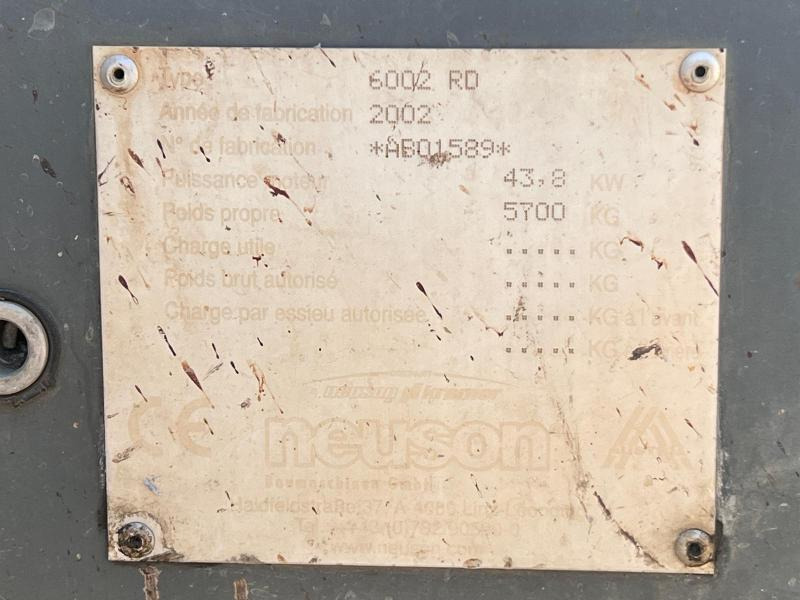 Type 6002 RD
Année de fabrication 2002
N° de fabrication *AB01589*
Puissance moteur 43,8 KW
Poids propre 5700 KG
Charge utile ..... KG
Poids brut autorisé ..... KG
Charge par essieu autorisée ..... KG à l'avant
..... KG
CE neuson
Baumaschinen GmbH
www.neuson.com